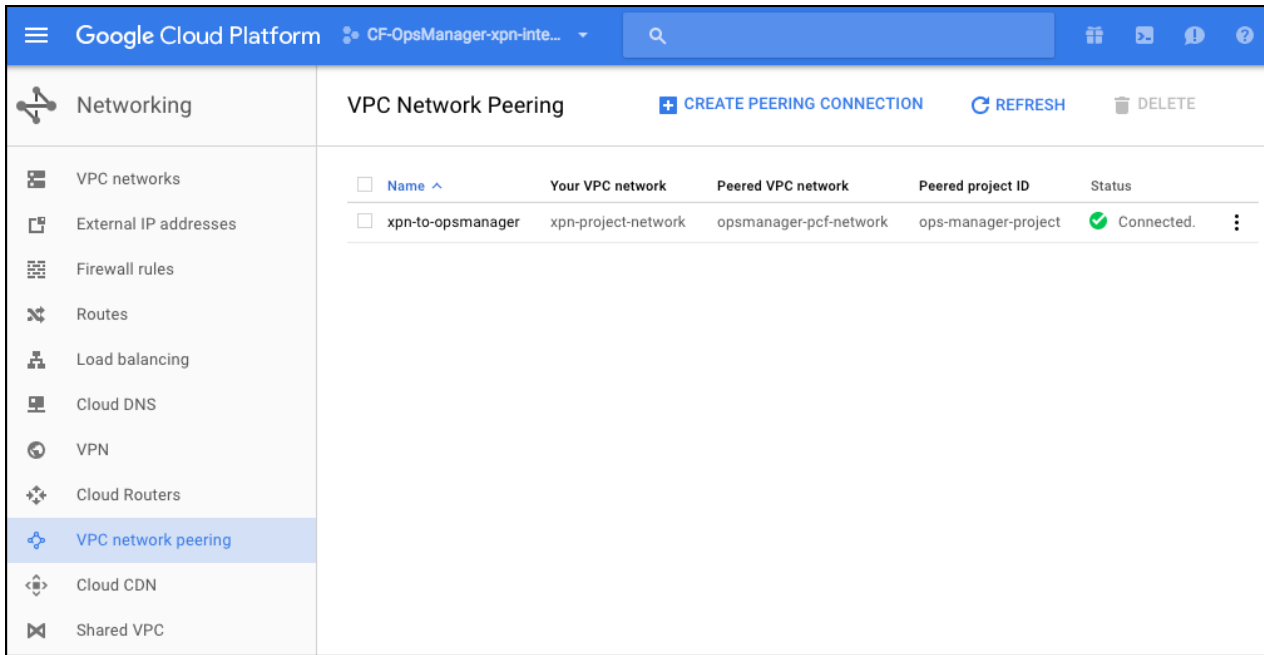 Google Cloud Platform CF-OpsManager-xpn-inte...
Networking
VPC Network Peering CREATE PEERING CONNECTION REFRESH DELETE
VPC networks
External IP addresses
Firewall rules
Routes
Load balancing
Cloud DNS
VPN
Cloud Routers
VPC network peering
Cloud CDN
Shared VPC
Name Your VPC network Peered VPC network Peered project ID Status
xpn-to-opsmanager xpn-project-network opsmanager-pcf-network ops-manager-project Connected.